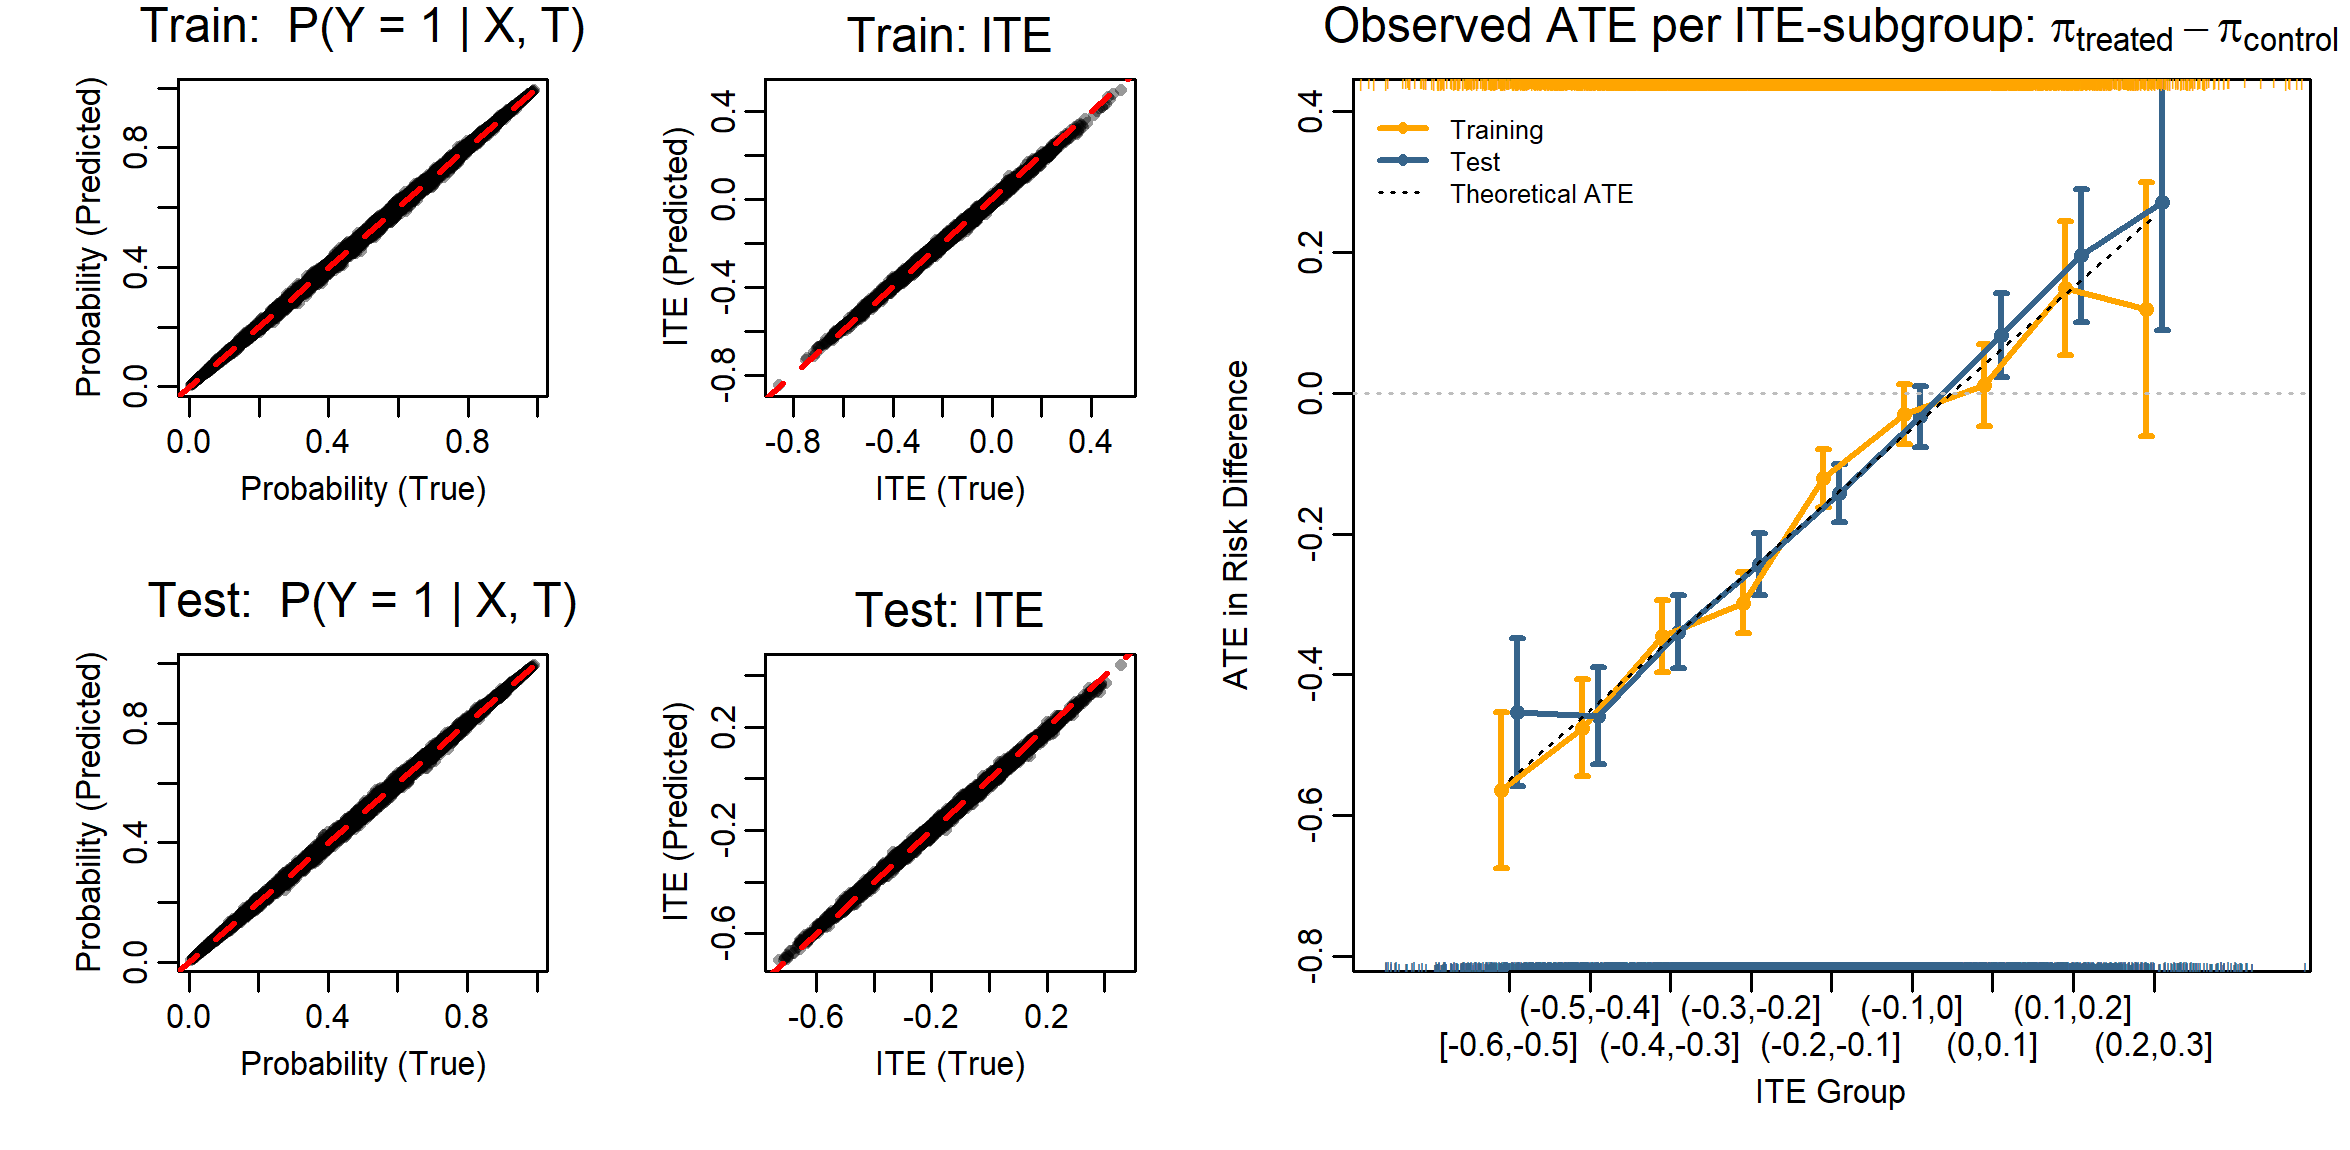 Train:  P(Y = 1 | X, T)
Probability (Predicted)
0.0 0.4 0.8
0.0 0.4 0.8
Probability (True)
Train: ITE
ITE (Predicted)
-0.8 -0.4 0.0 0.4
-0.8 -0.4 0.0 0.4
ITE (True)
Test:  P(Y = 1 | X, T)
Probability (Predicted)
0.0 0.4 0.8
0.0 0.4 0.8
Probability (True)
Test: ITE
ITE (Predicted)
-0.6 -0.2 0.2
-0.6 -0.2 0.2
ITE (True)
Observed ATE per ITE-subgroup: πtreated − πcontrol
Training
Test
Theoretical ATE
ATE in Risk Difference
-0.8 -0.6 -0.4 -0.2 0.0 0.2 0.4
(-0.5,-0.4] (-0.3,-0.2] (-0.1,0] (0.1,0.2]
[-0.6,-0.5] (-0.4,-0.3] (-0.2,-0.1] (0,0.1] (0.2,0.3]
ITE Group